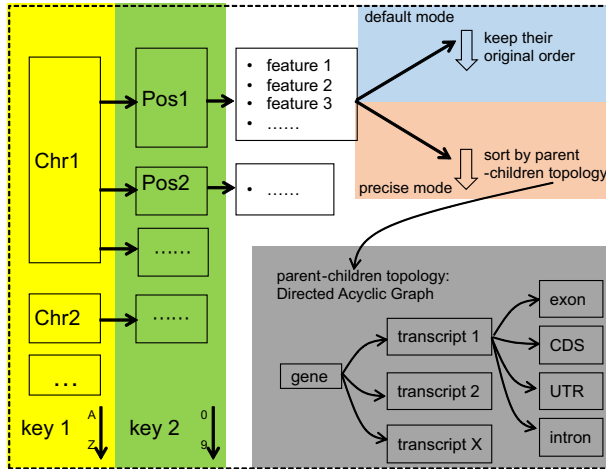 default mode
keep their
original order
Chr1
Pos1
• feature 1
• feature 2
• feature 3
• ......
sort by parent
-children topology
precise mode
Pos2
• ......
......
parent-children topology:
Directed Acyclic Graph
Chr2
......
...
gene
transcript 1
transcript 2
transcript X
exon
CDS
UTR
intron
key 1
A
Z
key 2
0
9